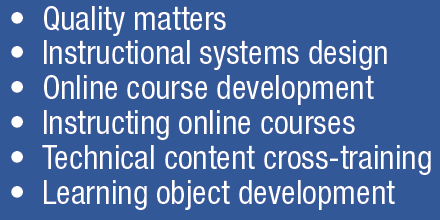 • Quality matters
• Instructional systems design
• Online course development
• Instructing online courses
• Technical content cross-training
• Learning object development